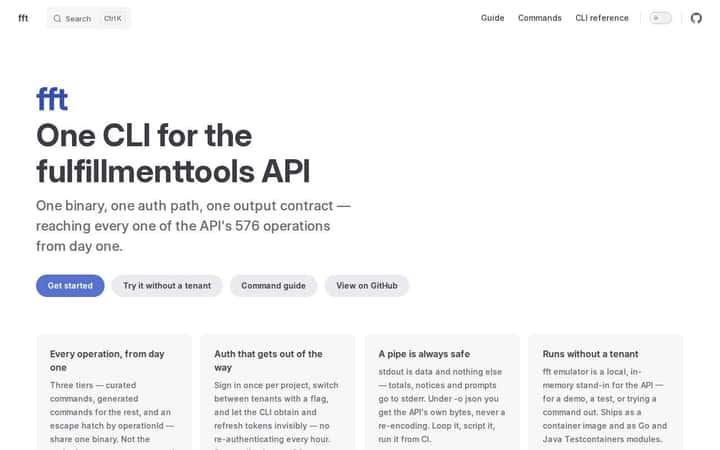 fft
Search Ctrl K
Guide Commands CLI reference
fft
One CLI for the
fulfillmenttools API
One binary, one auth path, one output contract —
reaching every one of the API's 576 operations
from day one.
Get started
Try it without a tenant
Command guide
View on GitHub
Every operation, from day
one
Three tiers — curated
commands, generated
commands for the rest, and an
escape hatch by operationId —
share one binary. Not the
Auth that gets out of the
way
Sign in once per project, switch
between tenants with a flag,
and let the CLI obtain and
refresh tokens invisibly — no
re-authenticating every hour.
A pipe is always safe
stdout is data and nothing else
— totals, notices and prompts
go to stderr. Under -o json you
get the API's own bytes, never a
re-encoding. Loop it, script it,
run it from CI.
Runs without a tenant
fft emulator is a local, in-
memory stand-in for the API —
for a demo, a test, or trying a
command out. Ships as a
container image and as Go and
Java Testcontainers modules.